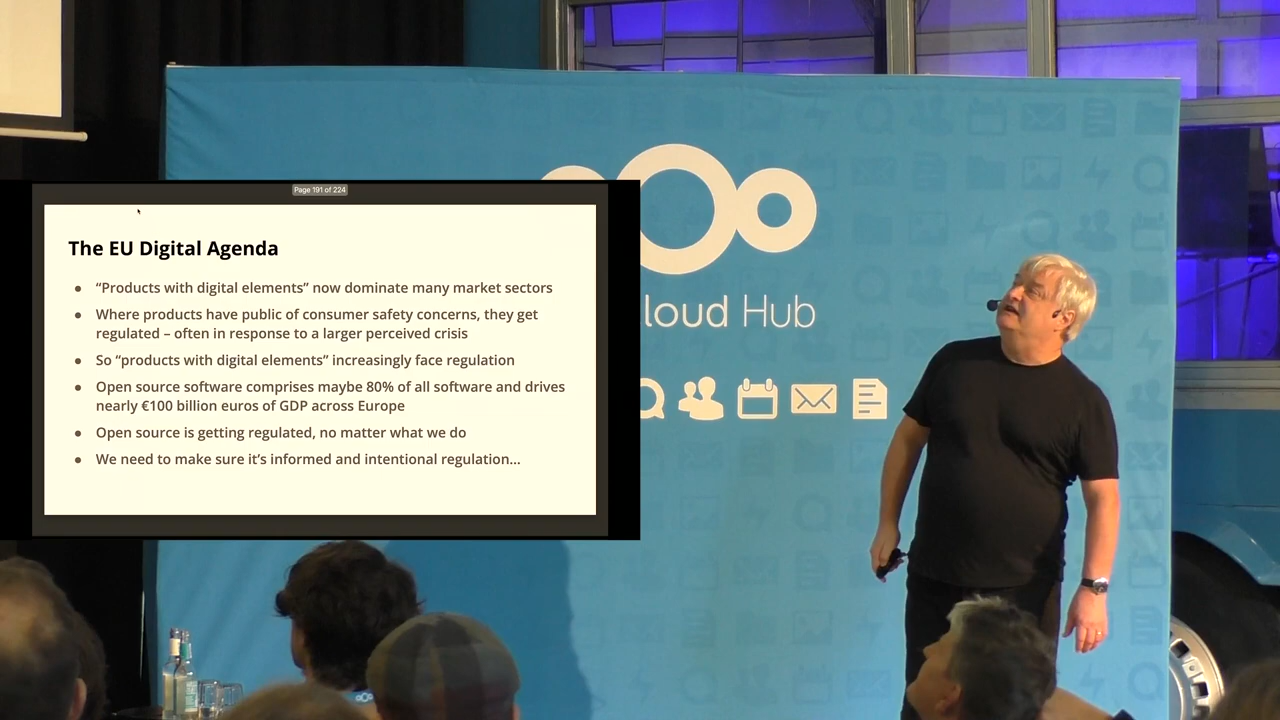 Page 191 of 224
The EU Digital Agenda
● “Products with digital elements” now dominate many market sectors
● Where products have public of consumer safety concerns, they get
regulated – often in response to a larger perceived crisis
● So “products with digital elements” increasingly face regulation
● Open source software comprises maybe 80% of all software and drives
nearly €100 billion euros of GDP across Europe
● Open source is getting regulated, no matter what we do
● We need to make sure it’s informed and intentional regulation...
loud Hub